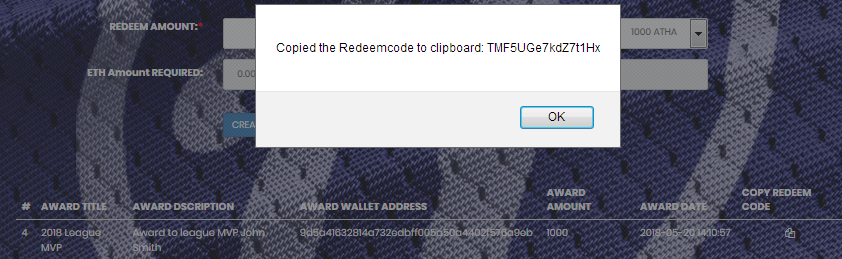 REDEEM AMOUNT:*
1000 ATHA
Copied the Redeemcode to clipboard: TMF5UGe7kdZ7t1Hx
ETH Amount REQUIRED:
0.00
OK
CREA
# AWARD TITLE AWARD DSCRIPTION AWARD WALLET ADDRESS AWARD AMOUNT AWARD DATE COPY REDEEM CODE
4 2018 League MVP Award to league MVP John Smith 1000 2018-05-20 14:10:57